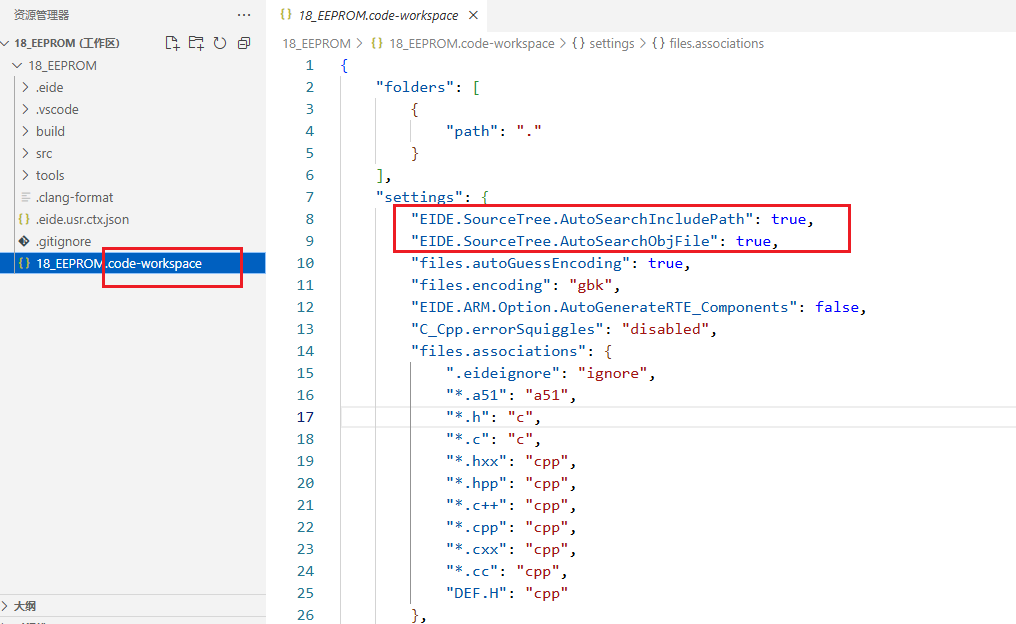 资源管理器
18_EEPROM (工作区)
18_EEPROM
.eide
.vscode
build
src
tools
.clang-format
.eide.usr.ctx.json
.gitignore
18_EEPROM.code-workspace
大纲
18_EEPROM.code-workspace
18_EEPROM > {} 18_EEPROM.code-workspace > {} settings > {} files.associations
1 {
2 "folders": [
3 {
4 "path": "."
5 }
6 ],
7 "settings": {
8 "EIDE.SourceTree.AutoSearchIncludePath": true,
9 "EIDE.SourceTree.AutoSearchObjFile": true,
10 "files.autoGuessEncoding": true,
11 "files.encoding": "gbk",
12 "EIDE.ARM.Option.AutoGenerateRTE_Components": false,
13 "C_Cpp.errorSquiggles": "disabled",
14 "files.associations": {
15 ".eideignore": "ignore",
16 "*.a51": "a51",
17 "*.h": "c",
18 "*.c": "c",
19 "*.hxx": "cpp",
20 "*.hpp": "cpp",
21 "*.c++": "cpp",
22 "*.cpp": "cpp",
23 "*.cxx": "cpp",
24 "*.cc": "cpp",
25 "DEF.H": "cpp"
26 },